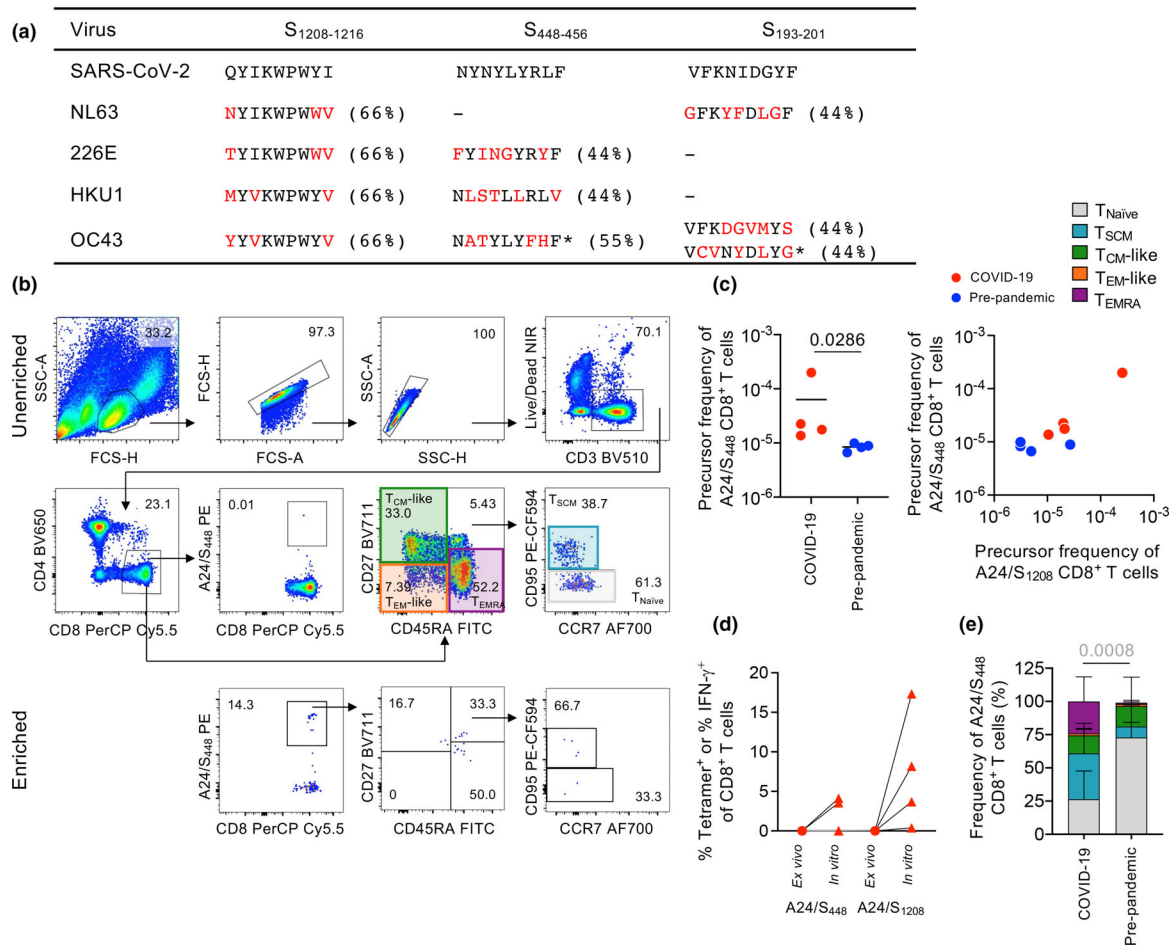 (a) Virus S1208-1216 S448-456 S193-201
SARS-CoV-2 QYIKWPWYI NYNYLYRLF VFKNIDGYF
NL63 NYIKWPWWV (66%) – GFKYFDLGF (44%)
226E TYIKWPWWV (66%) FYINGYRYF (44%) –
HKU1 MYVKWPWYV (66%) NLSTLLRLV (44%) –
OC43 YYVKWPWYV (66%) NATYLYFHF* (55%) VFKDGVMYS (44%)
VCVNYDLYG* (44%)
TNaïve
TSCM
TCM-like
TEM-like
TEMRA
COVID-19
Pre-pandemic
(b)
Unenriched
33.2
SSC-A
FCS-H
97.3
FCS-H
FCS-A
100
SSC-A
SSC-H
70.1
Live/Dead NIR
CD3 BV510
23.1
CD4 BV650
CD8 PerCP Cy5.5
0.01
A24/S448 PE
CD8 PerCP Cy5.5
TCM-like 5.43
33.0
7.39 52.2
TEM-like TEMRA
CD27 BV711
CD45RA FITC
TSCM 38.7
61.3
TNaïve
CD95 PE-CF594
CCR7 AF700
Enriched
14.3
A24/S448 PE
CD8 PerCP Cy5.5
16.7 33.3
0 50.0
CD27 BV711
CD45RA FITC
66.7
33.3
CD95 PE-CF594
CCR7 AF700
(c)
Precursor frequency of
A24/S448 CD8+ T cells
10-3
10-4
10-5
10-6
0.0286
COVID-19
Pre-pandemic
Precursor frequency of
A24/S448 CD8+ T cells
10-3
10-4
10-5
10-6
10-6 10-5 10-4 10-3
Precursor frequency of
A24/S1208 CD8+ T cells
(d)
% Tetramer+ or % IFN-γ+
of CD8+ T cells
20
15
10
5
0
Ex vivo
In vitro
Ex vivo
In vitro
A24/S448 A24/S1208
(e)
0.0008
Frequency of A24/S448
CD8+ T cells (%)
125
100
75
50
25
0
COVID-19
Pre-pandemic